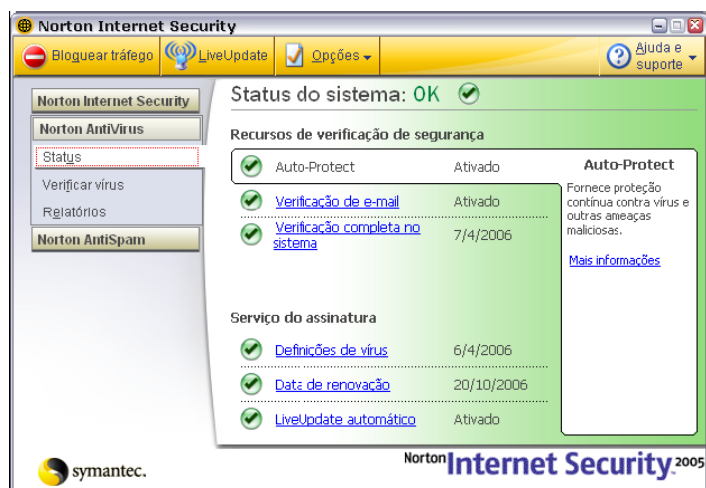 Norton Internet Security
Bloquear tráfego LiveUpdate Opções Ajuda e suporte
Norton Internet Security
Norton AntiVirus
Status
Verificar vírus
Relatórios
Norton AntiSpam
Status do sistema: OK
Recursos de verificação de segurança
Auto-Protect Ativado
Verificação de e-mail Ativado
Verificação completa no
sistema 7/4/2006
Auto-Protect
Fornece proteção
contínua contra vírus e
outras ameaças
maliciosas.
Mais informações
Serviço do assinatura
Definições de vírus 6/4/2006
Data de renovação 20/10/2006
LiveUpdate automático Ativado
symantec.
Norton Internet Security 2005